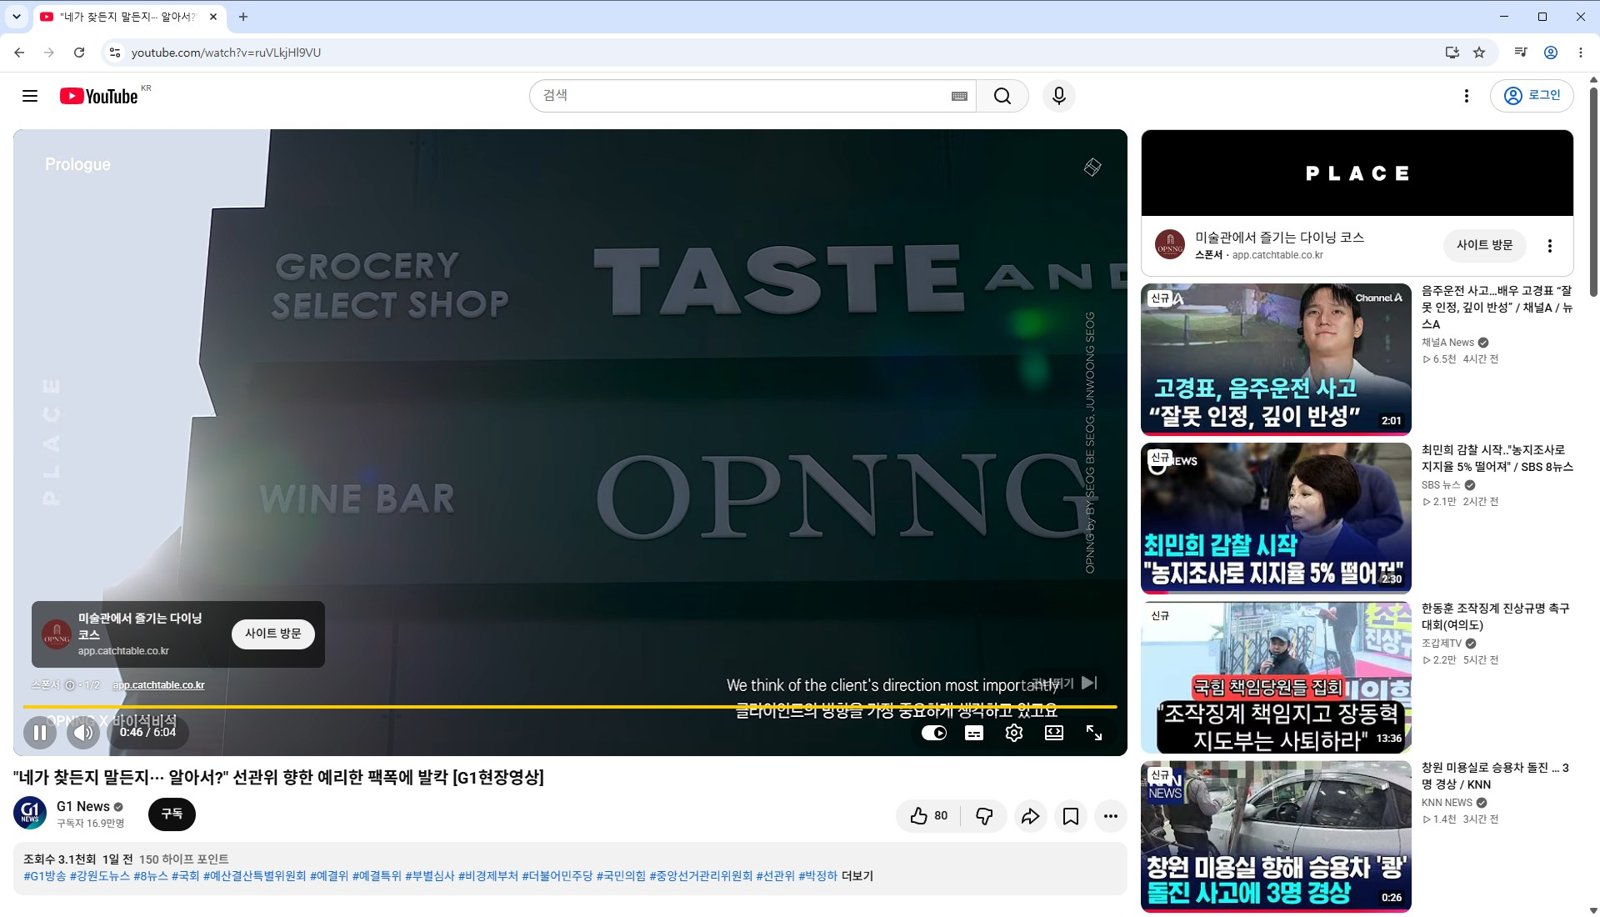 "네가 찾든지 말든지... 알아서?"
youtube.com/watch?v=ruVLkjHl9VU
YouTube KR
검색
로그인
Prologue
GROCERY
SELECT SHOP
TASTE AND
WINE BAR
OPNNG
PLACE
OPNNG by BY SEOG BE SEOG, JUNWOONG SEOG
미술관에서 즐기는 다이닝
코스
app.catchtable.co.kr
사이트 방문
스폰서 · 1/2 app.catchtable.co.kr
We think of the client's direction most importantly
건너뛰기
클라이언트의 방향을 가장 중요하게 생각하고 있고요
OPNNG X 바이석비석
0:46 / 6:04
"네가 찾든지 말든지... 알아서?" 선관위 향한 예리한 팩폭에 발칵 [G1현장영상]
G1 NEWS
G1 News
구독자 16.9만명
구독
80
조회수 3.1천회 1일 전 150 하이프 포인트
#G1방송 #강원도뉴스 #8뉴스 #국회 #예산결산특별위원회 #예결위 #예결특위 #부별심사 #비경제부처 #더불어민주당 #국민의힘 #중앙선거관리위원회 #선관위 #박정하 더보기
PLACE
OPNNG
미술관에서 즐기는 다이닝 코스
스폰서 · app.catchtable.co.kr
사이트 방문
신규
Channel A
고경표, 음주운전 사고
"잘못 인정, 깊이 반성"
2:01
음주운전 사고...배우 고경표 "잘
못 인정, 깊이 반성" / 채널A / 뉴
스A
채널A News
6.5천 4시간 전
신규
NEWS
최민희 감찰 시작
"농지조사로 지지율 5% 떨어져"
2:30
최민희 감찰 시작.."농지조사로
지지율 5% 떨어져" / SBS 8뉴스
SBS 뉴스
2.1만 2시간 전
신규
국힘 책임당원들 집회
"조작징계 책임지고 장동혁
지도부는 사퇴하라"
13:36
한동훈 조작징계 진상규명 촉구
대회(여의도)
조갑제TV
2.2만 5시간 전
신규
KNN
NEWS
창원 미용실 향해 승용차 '쾅'
돌진 사고에 3명 경상
0:26
창원 미용실로 승용차 돌진 ... 3
명 경상 / KNN
KNN NEWS
1.4천 3시간 전